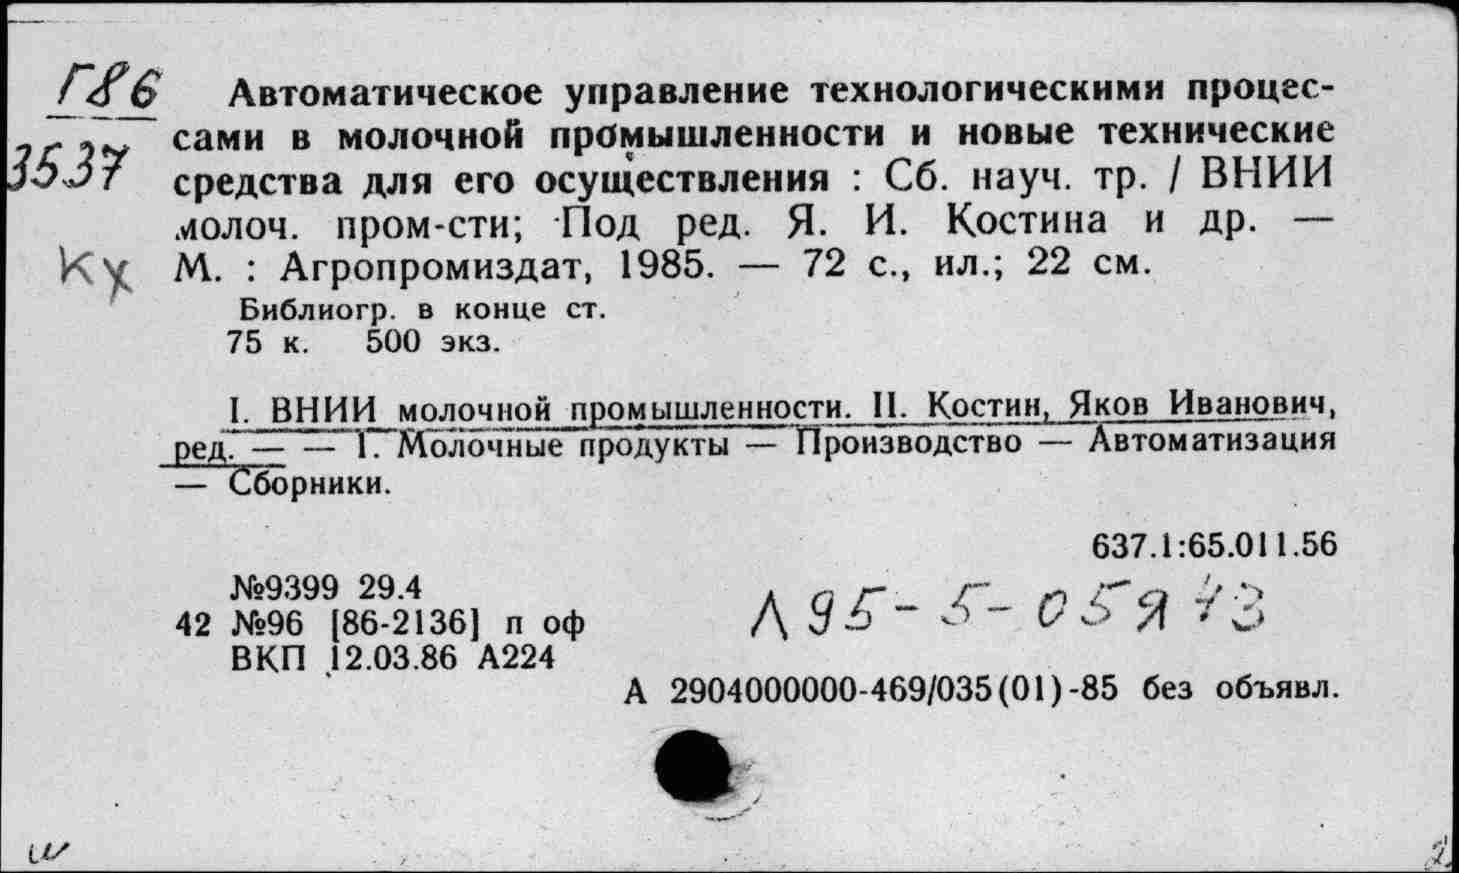 Г86
3537
Кх
Автоматическое управление технологическими процес-
сами в молочной промышленности и новые технические
средства для его осуществления : Сб. науч. тр. / ВНИИ
молоч. пром-сти; Под ред. Я. И. Костина и др. —
М. : Агропромиздат, 1985. — 72 с., ил.; 22 см.
Библиогр. в конце ст.
75 к. 500 экз.
I. ВНИИ молочной промышленности. II. Костин, Яков Иванович,
ред. — — 1. Молочные продукты — Производство — Автоматизация
— Сборники.
637.1:65.011.56
№9399 29.4
42 №96 [86-2136] п оф
ВКП 12.03.86 А224
А 2904000000-469/035(01)-85 без объявл.